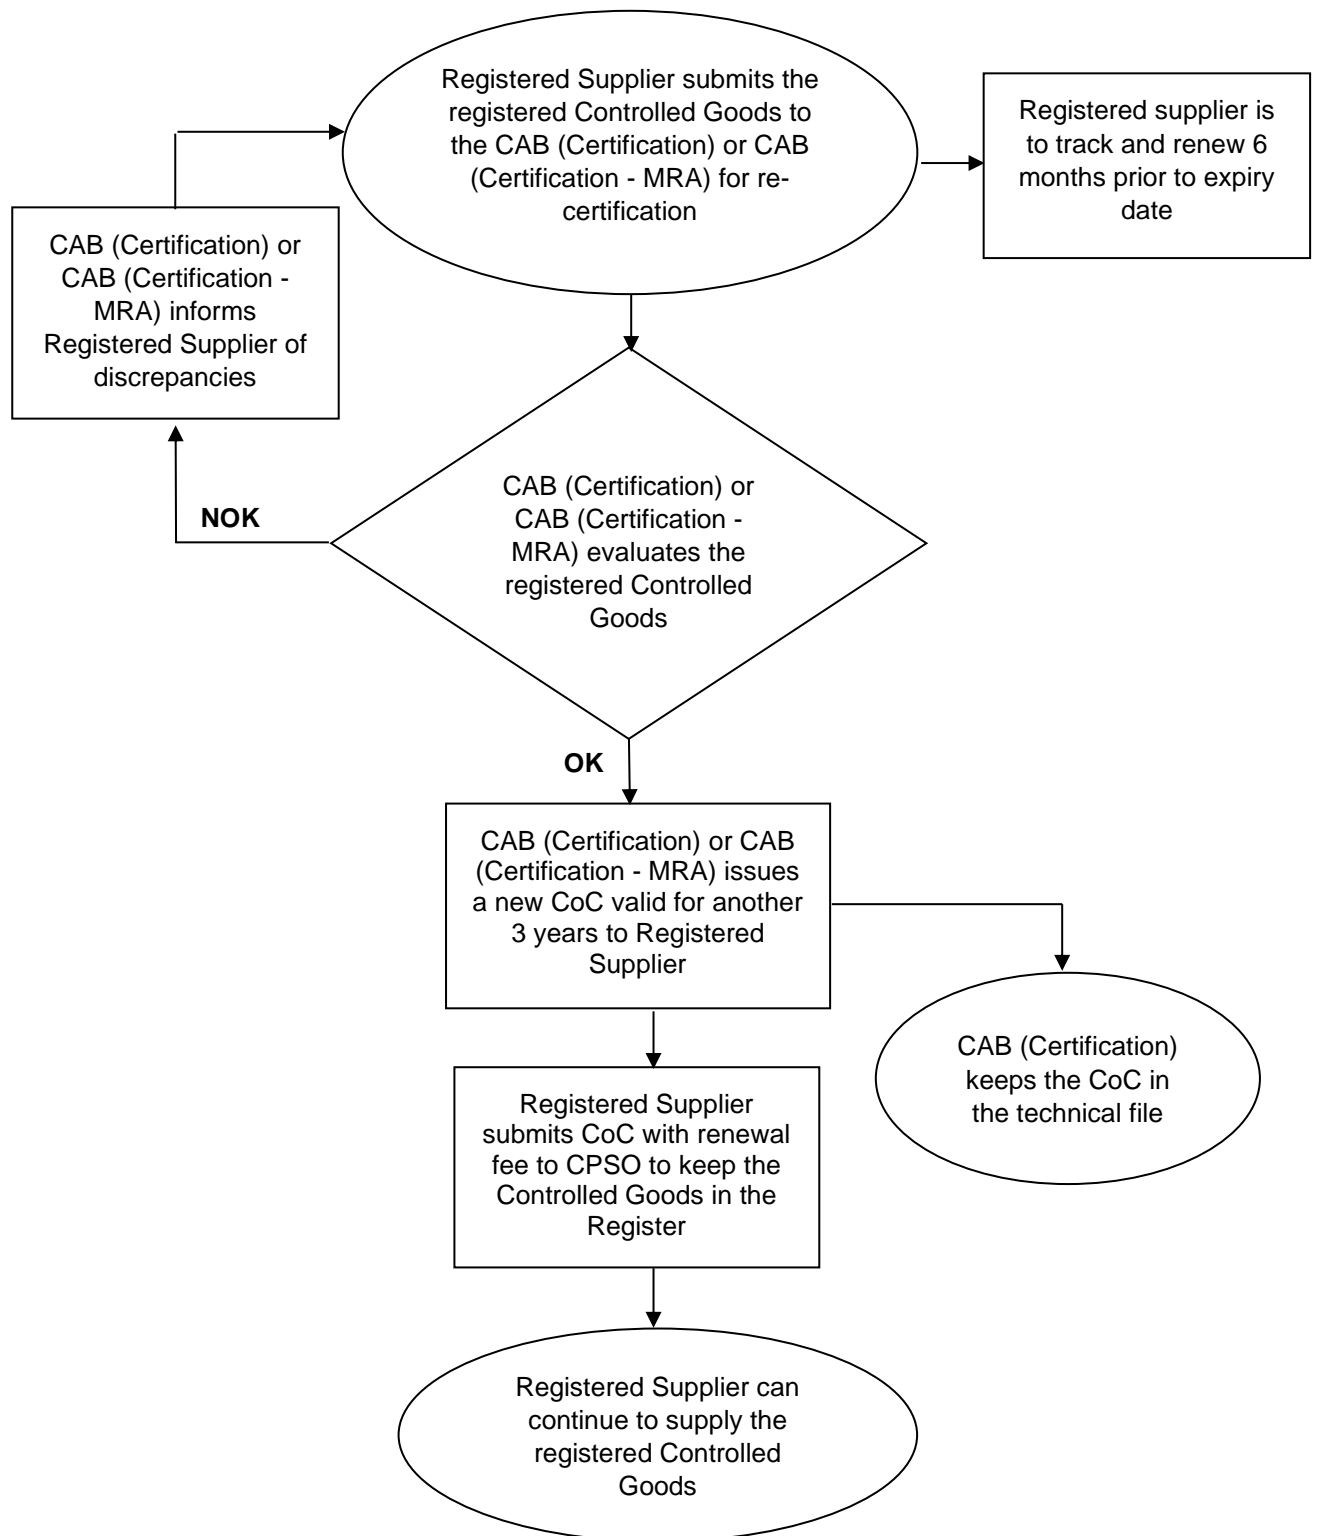 Registered Supplier submits the
registered Controlled Goods to
the CAB (Certification) or CAB
(Certification - MRA) for re-
certification
Registered supplier is
to track and renew 6
months prior to expiry
date
CAB (Certification) or
CAB (Certification -
MRA) informs
Registered Supplier of
discrepancies
NOK
CAB (Certification) or
CAB (Certification -
MRA) evaluates the
registered Controlled
Goods
OK
CAB (Certification) or CAB
(Certification - MRA) issues
a new CoC valid for another
3 years to Registered
Supplier
CAB (Certification)
keeps the CoC in
the technical file
Registered Supplier
submits CoC with renewal
fee to CPSO to keep the
Controlled Goods in the
Register
Registered Supplier can
continue to supply the
registered Controlled
Goods